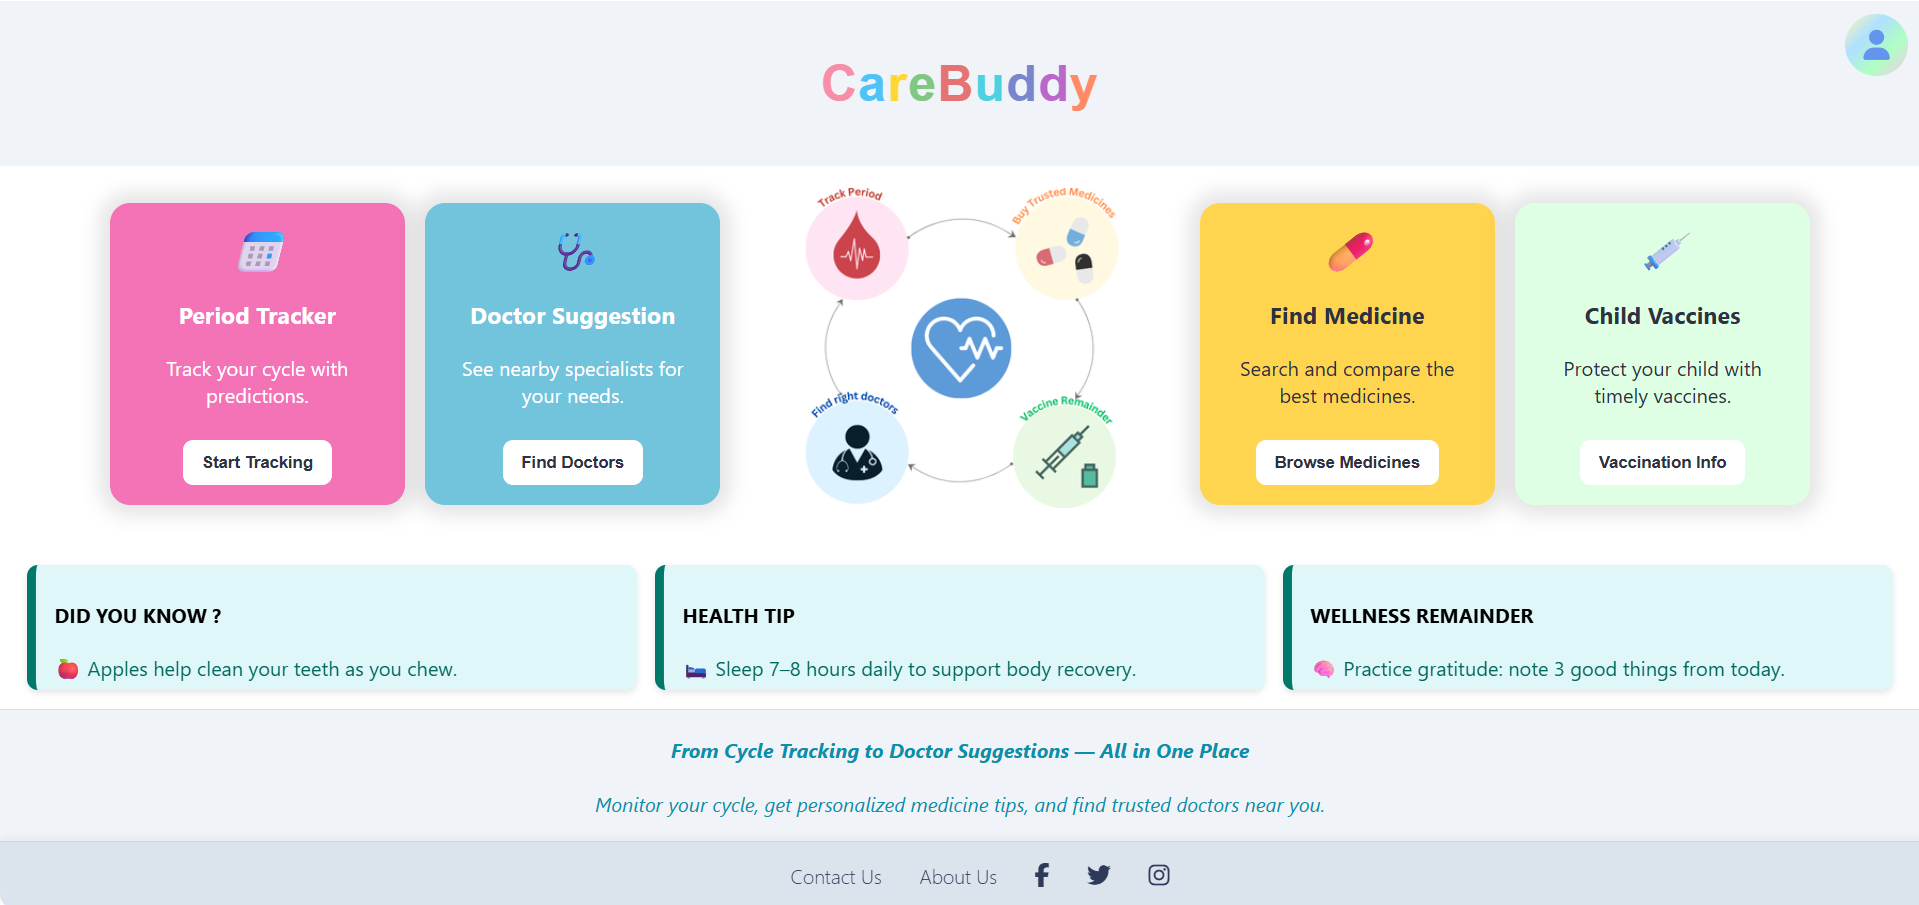 CareBuddy
Period Tracker
Track your cycle with
predictions.
Start Tracking
Doctor Suggestion
See nearby specialists for
your needs.
Find Doctors
Track Period
Buy Trusted Medicines
Find right doctors
Vaccine Remainder
Find Medicine
Search and compare the
best medicines.
Browse Medicines
Child Vaccines
Protect your child with
timely vaccines.
Vaccination Info
DID YOU KNOW ?
🍎 Apples help clean your teeth as you chew.
HEALTH TIP
🛌 Sleep 7–8 hours daily to support body recovery.
WELLNESS REMAINDER
🧠 Practice gratitude: note 3 good things from today.
From Cycle Tracking to Doctor Suggestions — All in One Place
Monitor your cycle, get personalized medicine tips, and find trusted doctors near you.
Contact Us About Us